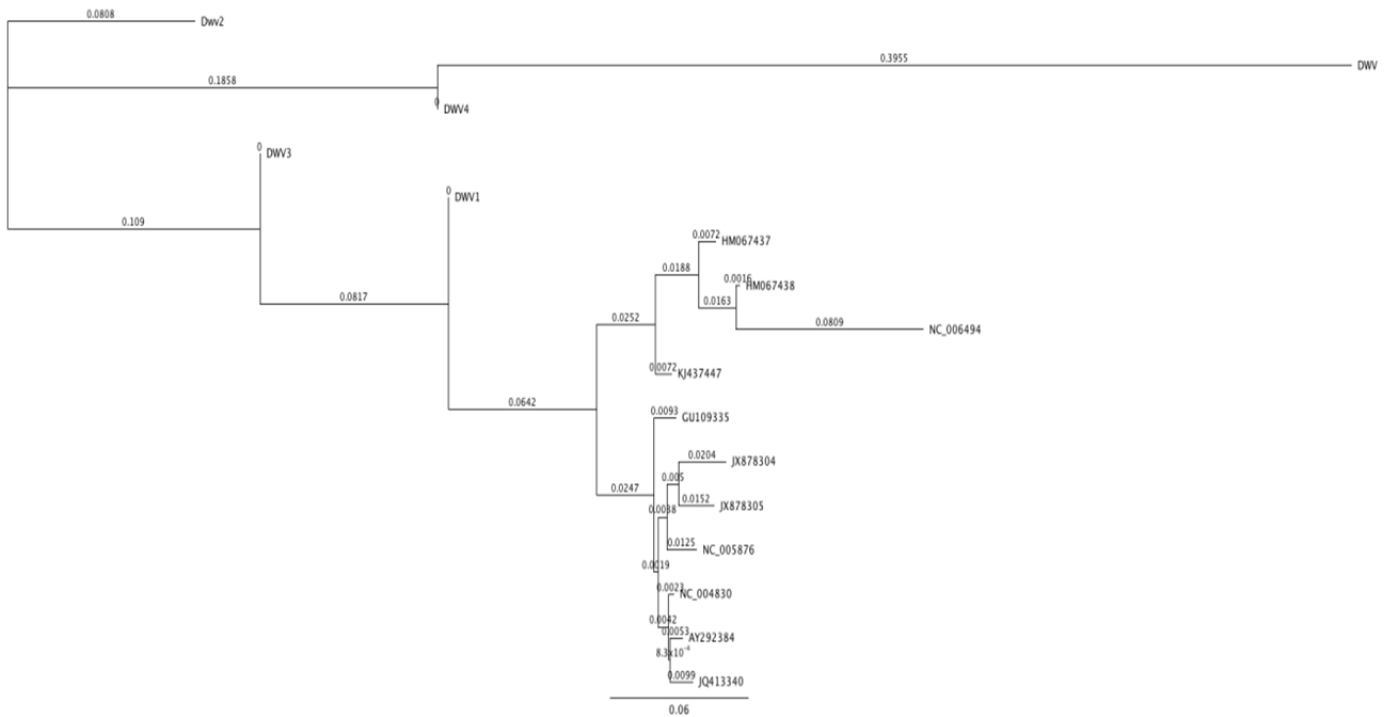 0.0808
Dwv2
0.3955
DWV
0.1858
0
DWV4
0
DWV3
0
DWV1
0.109
0.0072
HM067437
0.0188
0.0016
HM067438
0.0163
0.0817
0.0252
0.0809
NC_006494
0.0072
KJ437447
0.0642
0.0093
GU109335
0.0204
JX878304
0.005
0.0247
0.0152
JX878305
0.0038
0.0125
NC_005876
0.0019
0.0023
NC_004830
0.0042
0.0053
AY292384
8.3x10⁻⁴
0.0099
JQ413340
0.06